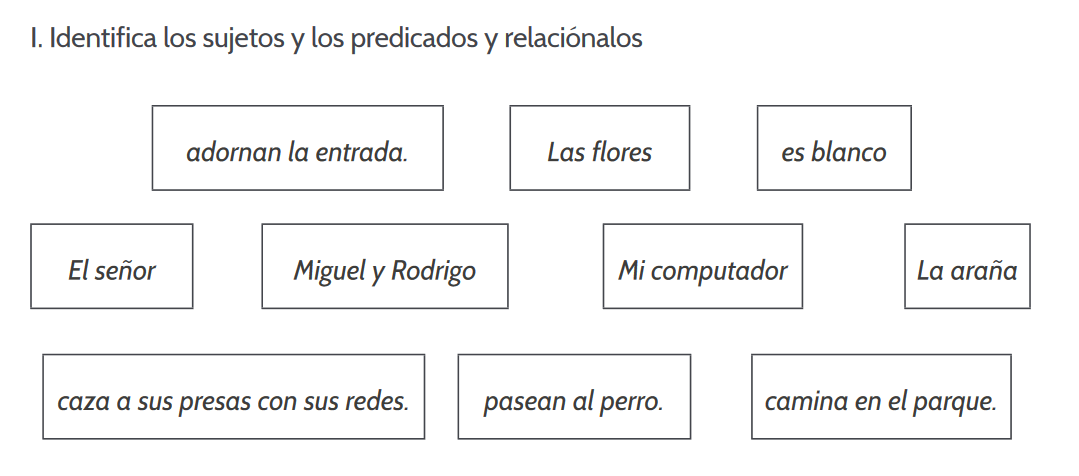 I. Identifica los sujetos y los predicados y relaciónalos
adornan la entrada. Las flores es blanco
El señor Miguel y Rodrigo Mi computador La araña
caza a sus presas con sus redes. pasean al perro. camina en el parque.